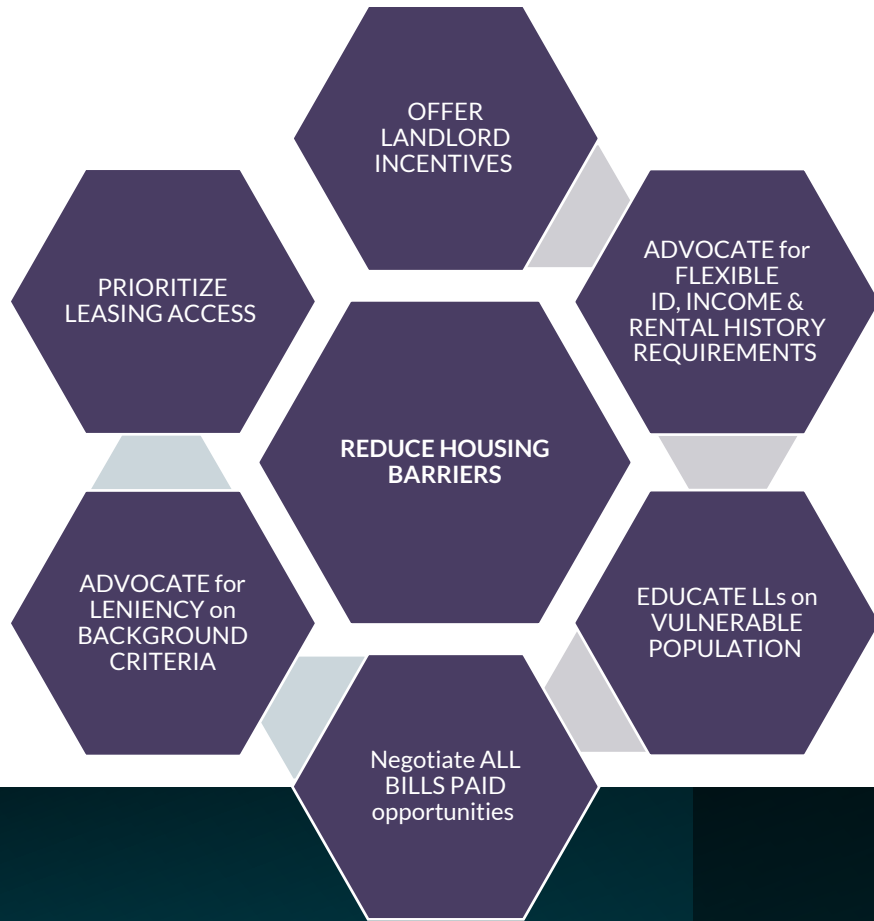 OFFER
LANDLORD
INCENTIVES
ADVOCATE for
FLEXIBLE
ID, INCOME &
RENTAL HISTORY
REQUIREMENTS
EDUCATE LLs on
VULNERABLE
POPULATION
Negotiate ALL
BILLS PAID
opportunities
ADVOCATE for
LENIENCY on
BACKGROUND
CRITERIA
PRIORITIZE
LEASING ACCESS
REDUCE HOUSING
BARRIERS